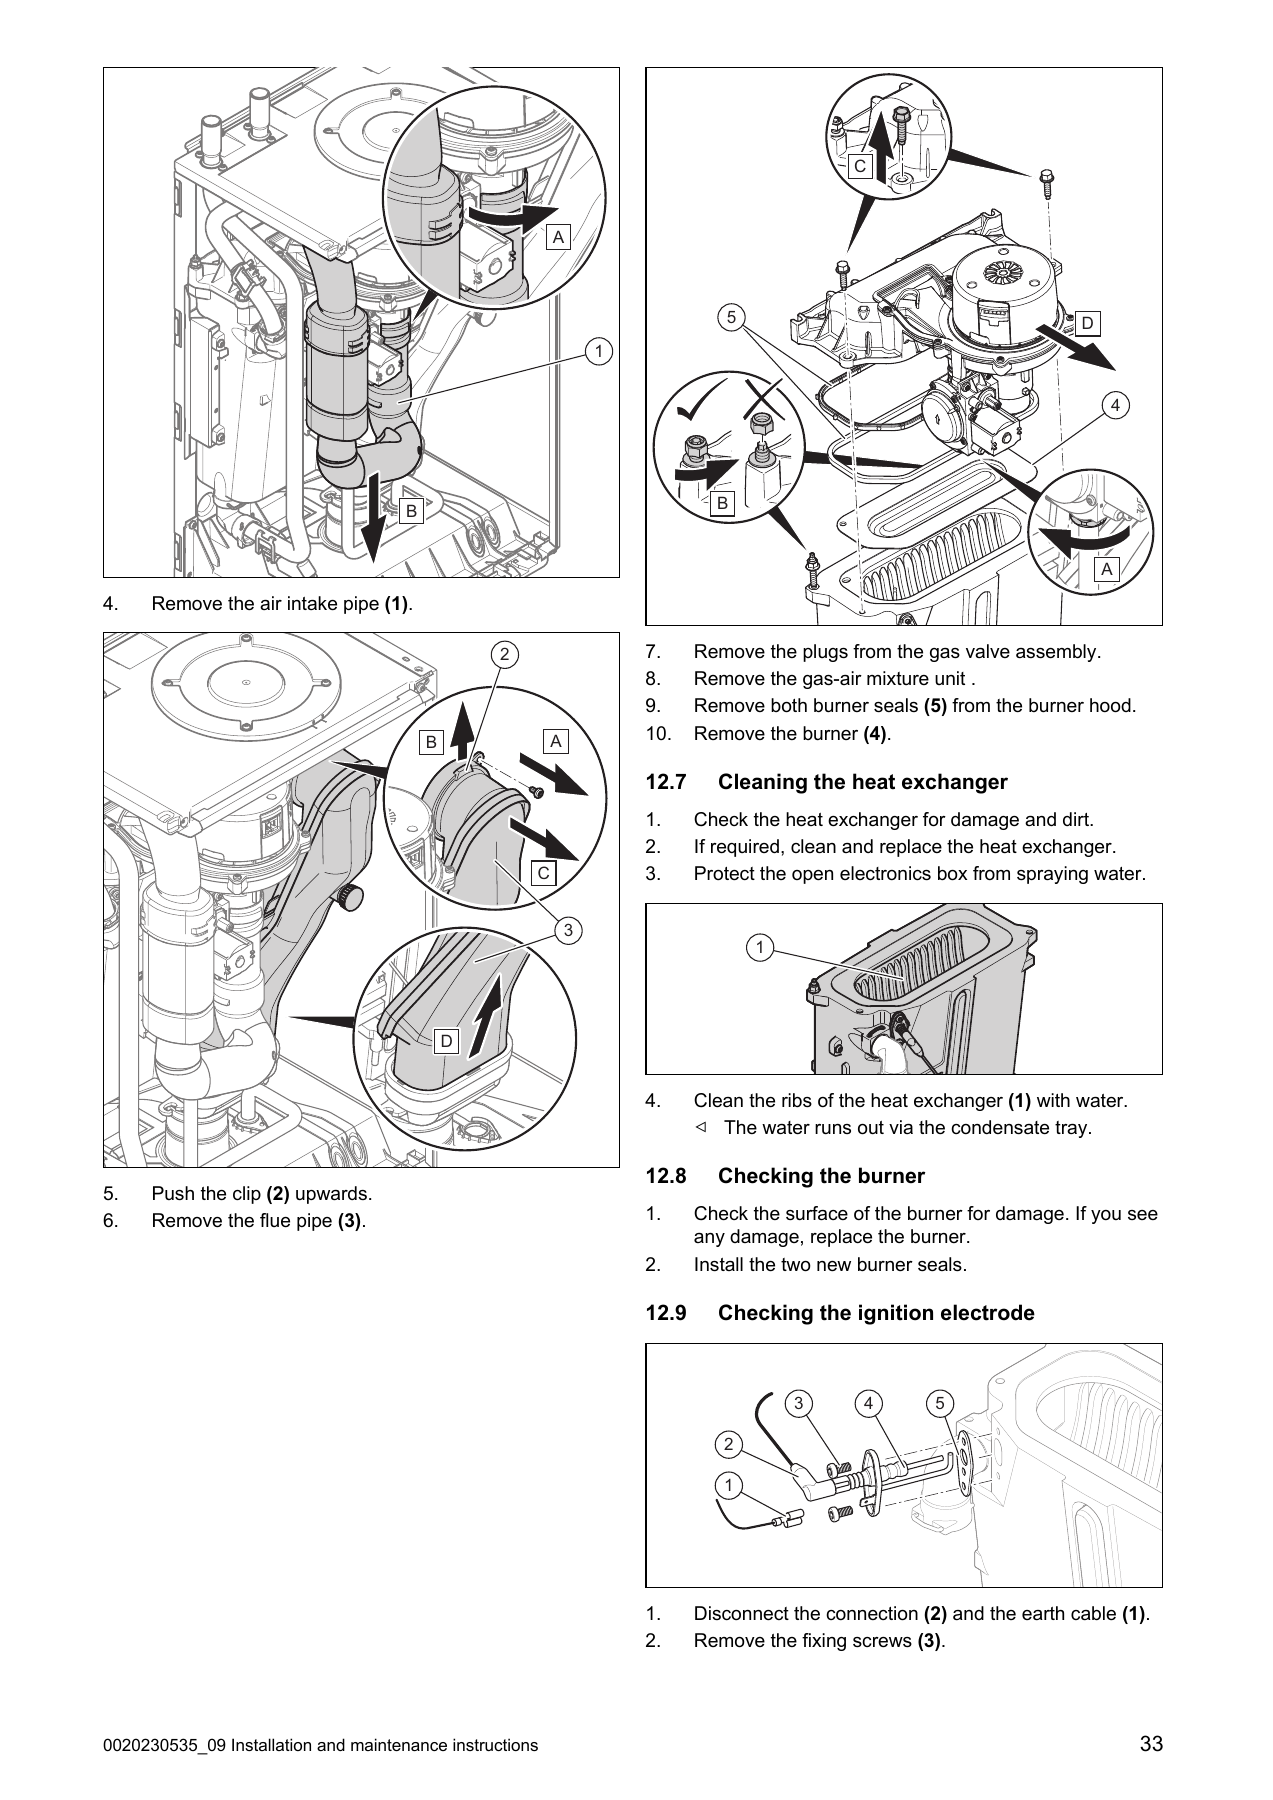 A
1
B
4. Remove the air intake pipe (1).
2
B
A
C
3
D
5. Push the clip (2) upwards.
6. Remove the flue pipe (3).
C
5
D
4
B
A
7. Remove the plugs from the gas valve assembly.
8. Remove the gas-air mixture unit .
9. Remove both burner seals (5) from the burner hood.
10. Remove the burner (4).
12.7 Cleaning the heat exchanger
1. Check the heat exchanger for damage and dirt.
2. If required, clean and replace the heat exchanger.
3. Protect the open electronics box from spraying water.
1
4. Clean the ribs of the heat exchanger (1) with water.
◁ The water runs out via the condensate tray.
12.8 Checking the burner
1. Check the surface of the burner for damage. If you see
any damage, replace the burner.
2. Install the two new burner seals.
12.9 Checking the ignition electrode
3
4
5
2
1
1. Disconnect the connection (2) and the earth cable (1).
2. Remove the fixing screws (3).
0020230535_09 Installation and maintenance instructions
33